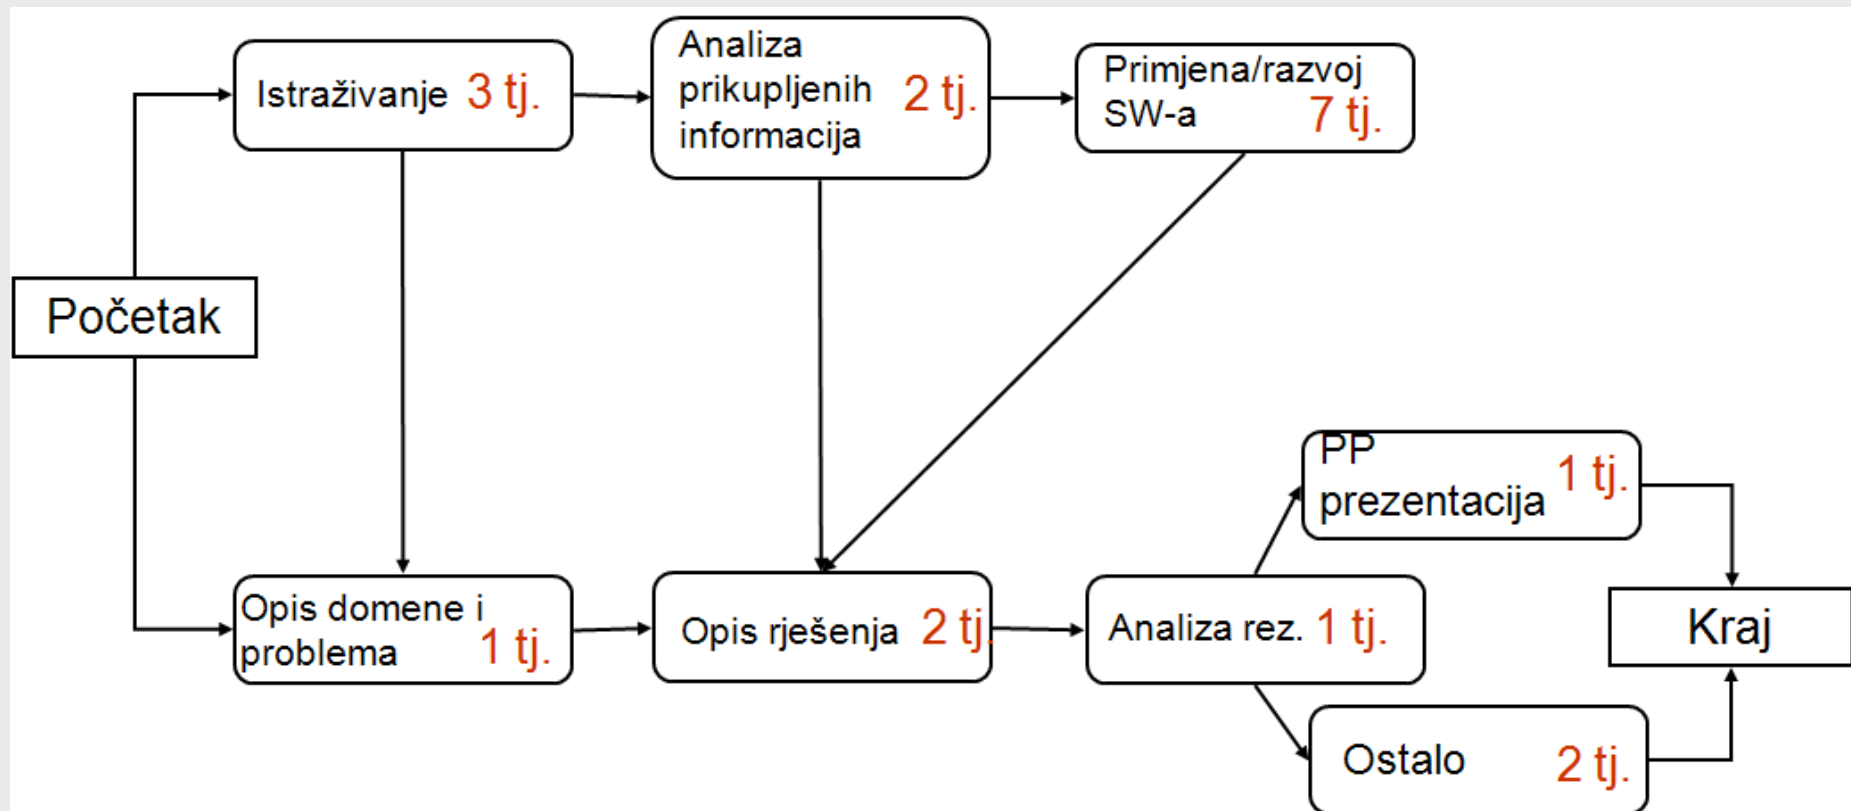 Istraživanje 3 tj.
Analiza
prikupljenih 2 tj.
informacija
Primjena/razvoj
SW-a 7 tj.
Početak
PP
prezentacija 1 tj.
Opis domene i
problema 1 tj.
Opis rješenja 2 tj.
Analiza rez. 1 tj.
Kraj
Ostalo 2 tj.